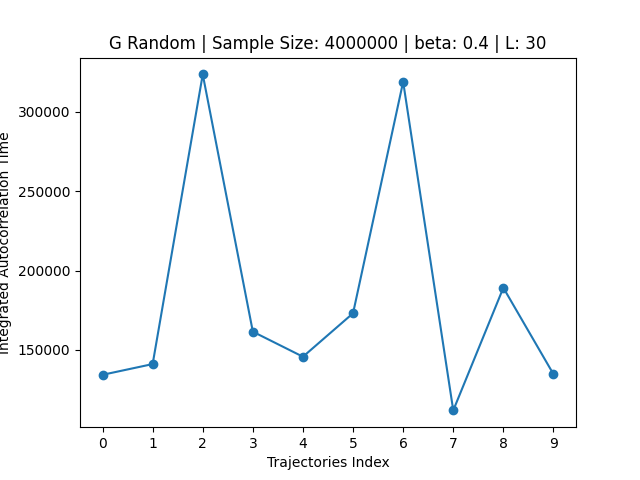 G Random | Sample Size: 4000000 | beta: 0.4 | L: 30
Integrated Autocorrelation Time
300000
250000
200000
150000
0 1 2 3 4 5 6 7 8 9
Trajectories Index